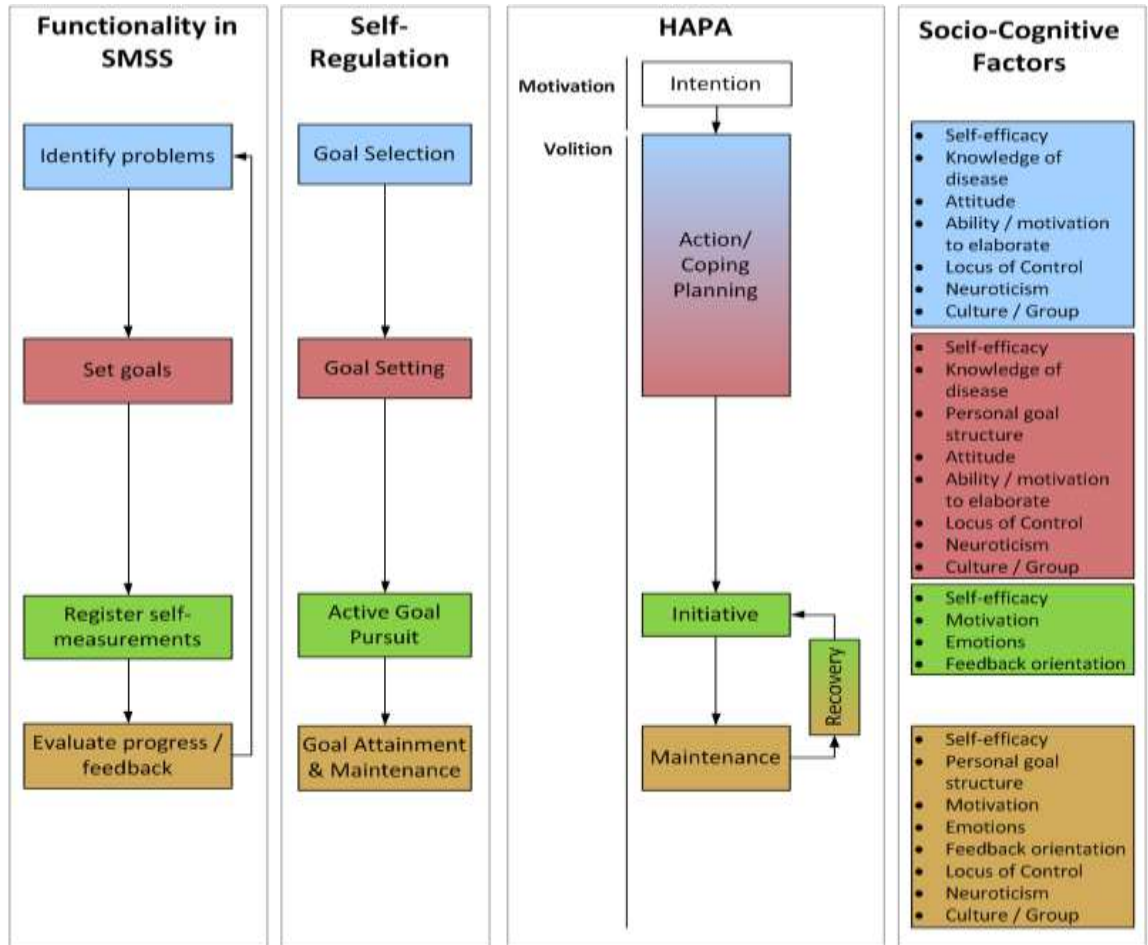 Functionality in
SMSS
Identify problems
Set goals
Register self-
measurements
Evaluate progress /
feedback
Self-
Regulation
Goal Selection
Goal Setting
Active Goal
Pursuit
Goal Attainment
& Maintenance
HAPA
Motivation
Intention
Volition
Action/
Coping
Planning
Initiative
Recovery
Maintenance
Socio-Cognitive
Factors
• Self-efficacy
• Knowledge of
disease
• Attitude
• Ability / motivation
to elaborate
• Locus of Control
• Neuroticism
• Culture / Group
• Self-efficacy
• Knowledge of
disease
• Personal goal
structure
• Attitude
• Ability / motivation
to elaborate
• Locus of Control
• Neuroticism
• Culture / Group
• Self-efficacy
• Motivation
• Emotions
• Feedback orientation
• Self-efficacy
• Personal goal
structure
• Motivation
• Emotions
• Feedback orientation
• Locus of Control
• Neuroticism
• Culture / Group